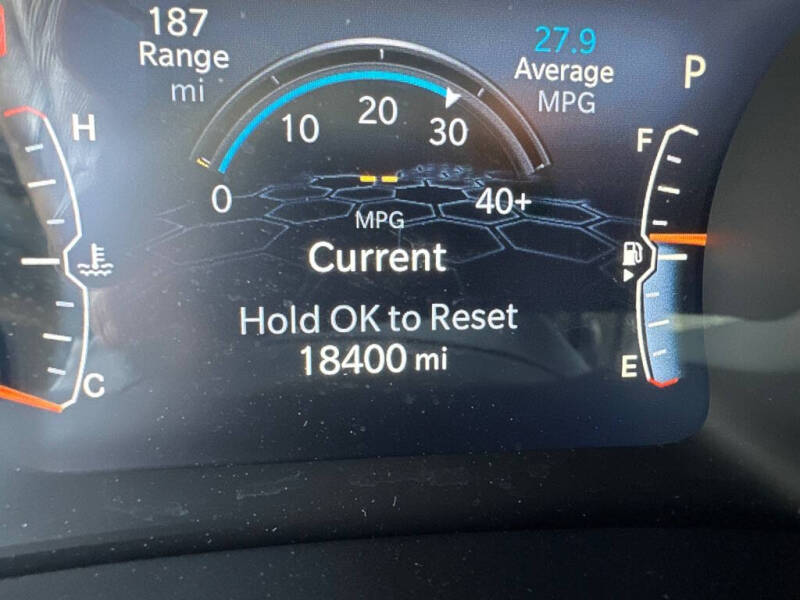 187
Range
mi
27.9
Average
MPG
P
H
C
0
10
20
30
40+
--
MPG
Current
F
E
Hold OK to Reset
18400 mi